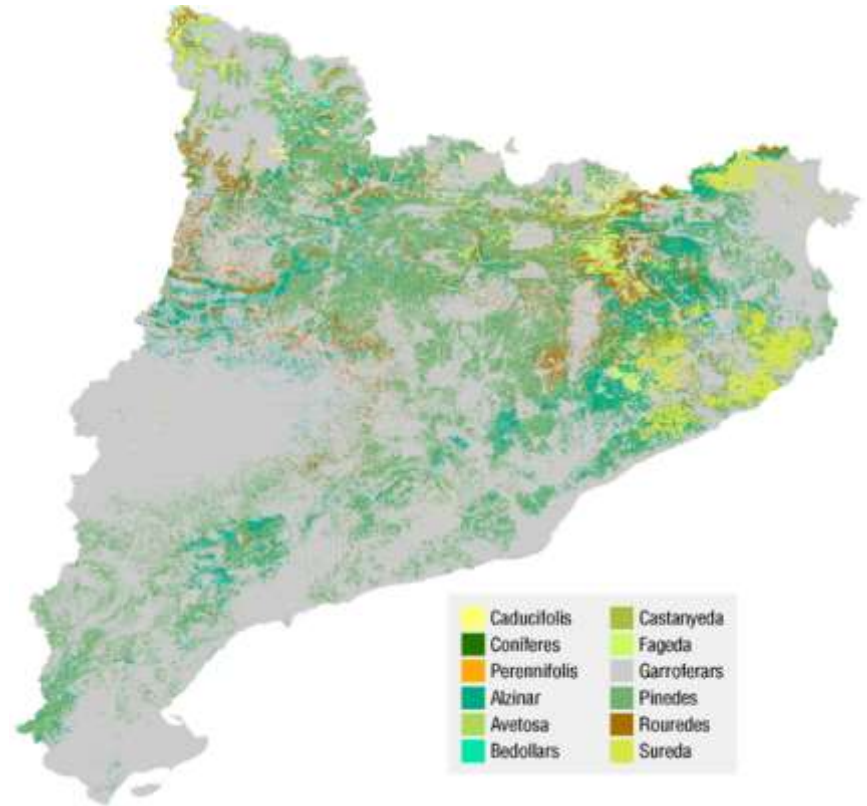 Caducifolis
Coníferes
Perennifolis
Alzinar
Avetosa
Bedollars
Castanyeda
Fageda
Garroferars
Pinedes
Rouredes
Sureda